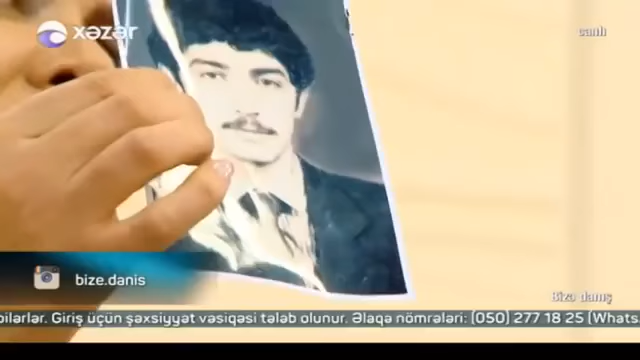 xəzər
canlı
bize.danis
Bizə danış
bilərlər. Giriş üçün şəxsiyyət vəsiqəsi tələb olunur. Əlaqə nömrələri: (050) 277 18 25 (Whats